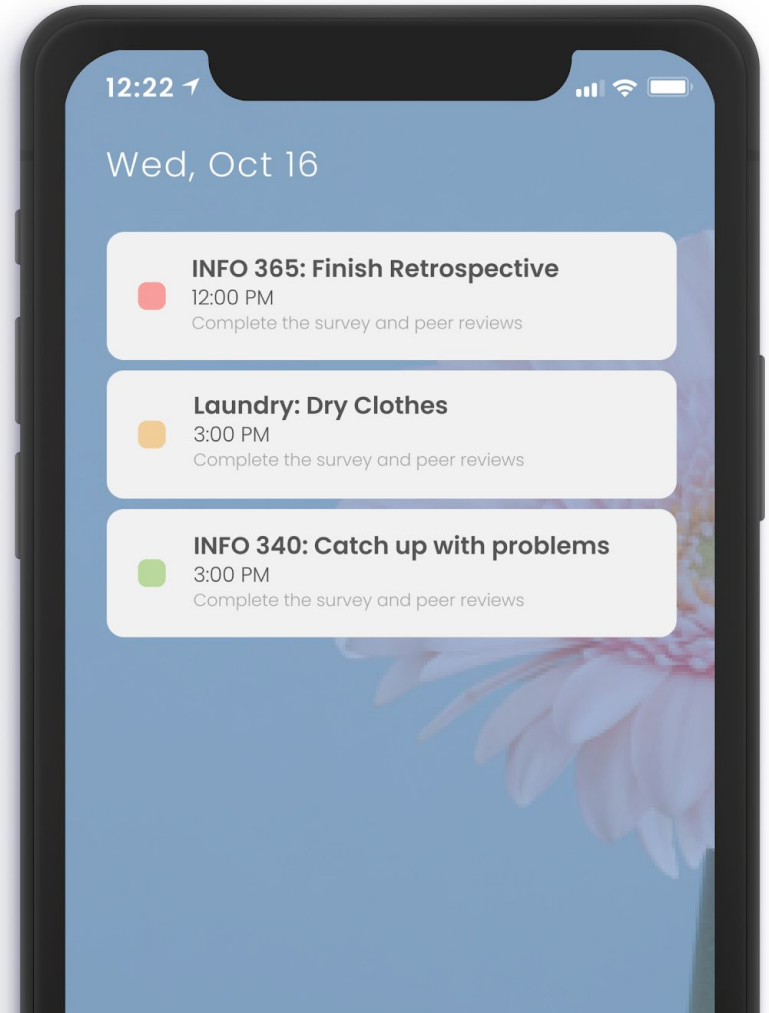 12:22
Wed, Oct 16
INFO 365: Finish Retrospective
12:00 PM
Complete the survey and peer reviews
Laundry: Dry Clothes
3:00 PM
Complete the survey and peer reviews
INFO 340: Catch up with problems
3:00 PM
Complete the survey and peer reviews